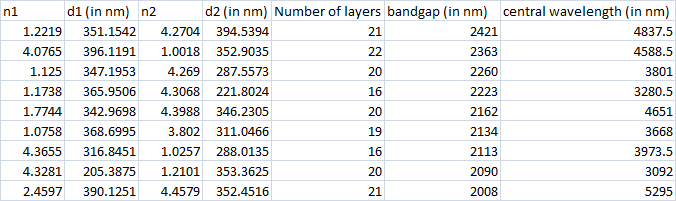 n1 d1 (in nm) n2 d2 (in nm) Number of layers bandgap (in nm) central wavelength (in nm)
1.2219 351.1542 4.2704 394.5394 21 2421 4837.5
4.0765 396.1191 1.0018 352.9035 22 2363 4588.5
1.125 347.1953 4.269 287.5573 20 2260 3801
1.1738 365.9506 4.3068 221.8024 16 2223 3280.5
1.7744 342.9698 4.3988 346.2305 20 2162 4651
1.0758 368.6995 3.802 311.0466 19 2134 3668
4.3655 316.8451 1.0257 288.0135 16 2113 3973.5
4.3281 205.3875 1.2101 353.3625 20 2090 3092
2.4597 390.1251 4.4579 352.4516 21 2008 5295